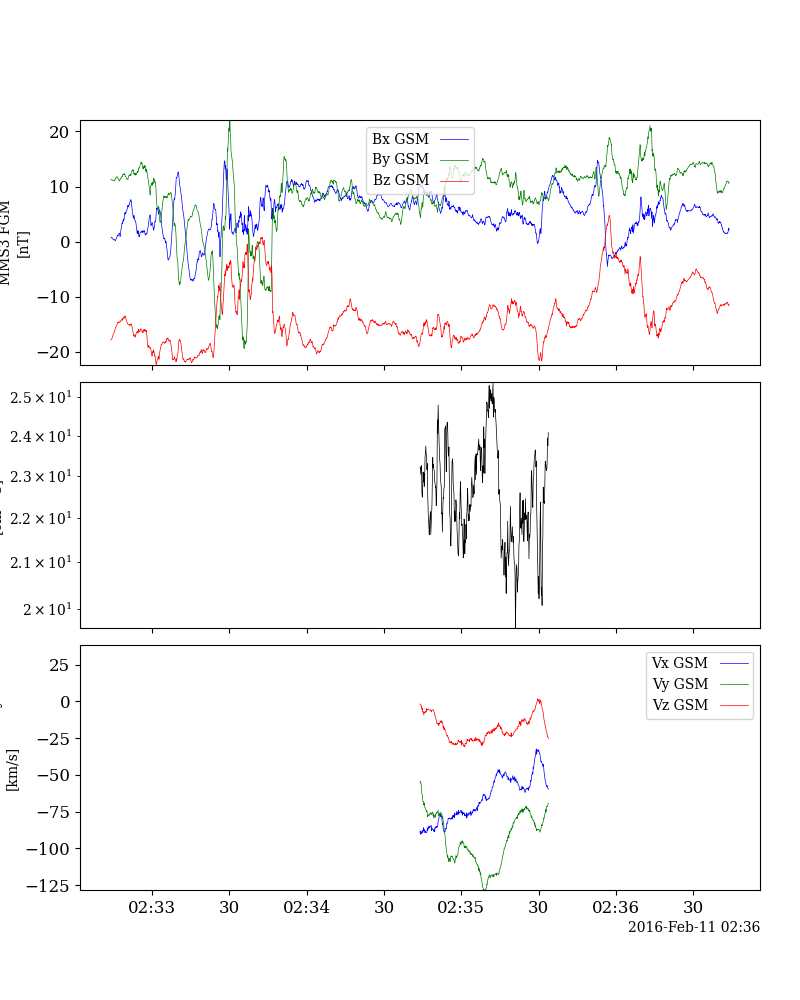 20
10
0
−10
−20
MMS3 FGM
[nT]
Bx GSM
By GSM
Bz GSM
2.5 × 10¹
2.4 × 10¹
2.3 × 10¹
2.2 × 10¹
2.1 × 10¹
2 × 10¹
25
0
−25
−50
−75
−100
−125
[km/s]
Vx GSM
Vy GSM
Vz GSM
02:33 30 02:34 30 02:35 30 02:36 30
2016-Feb-11 02:36